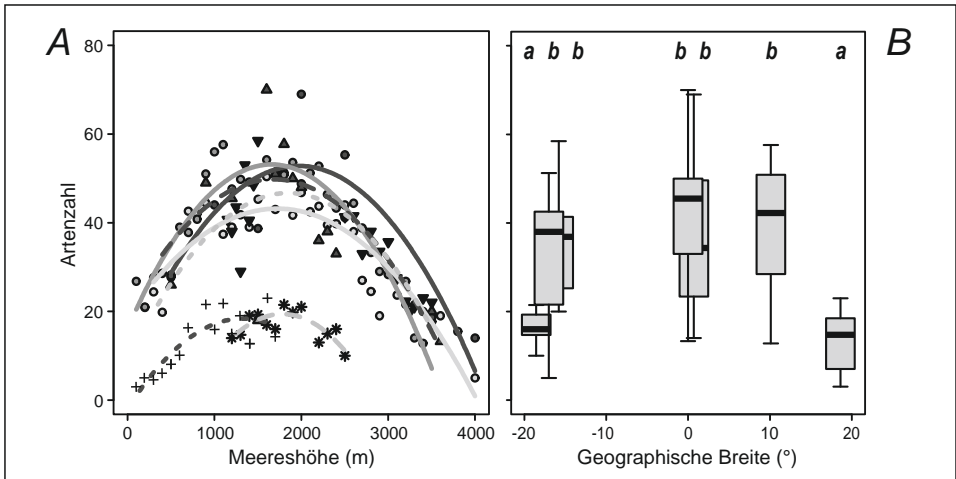 A
B
Artenzahl
80
60
40
20
0
0 1000 2000 3000 4000
Meereshöhe (m)
a b b b b b a
-20 -10 0 10 20
Geographische Breite (°)